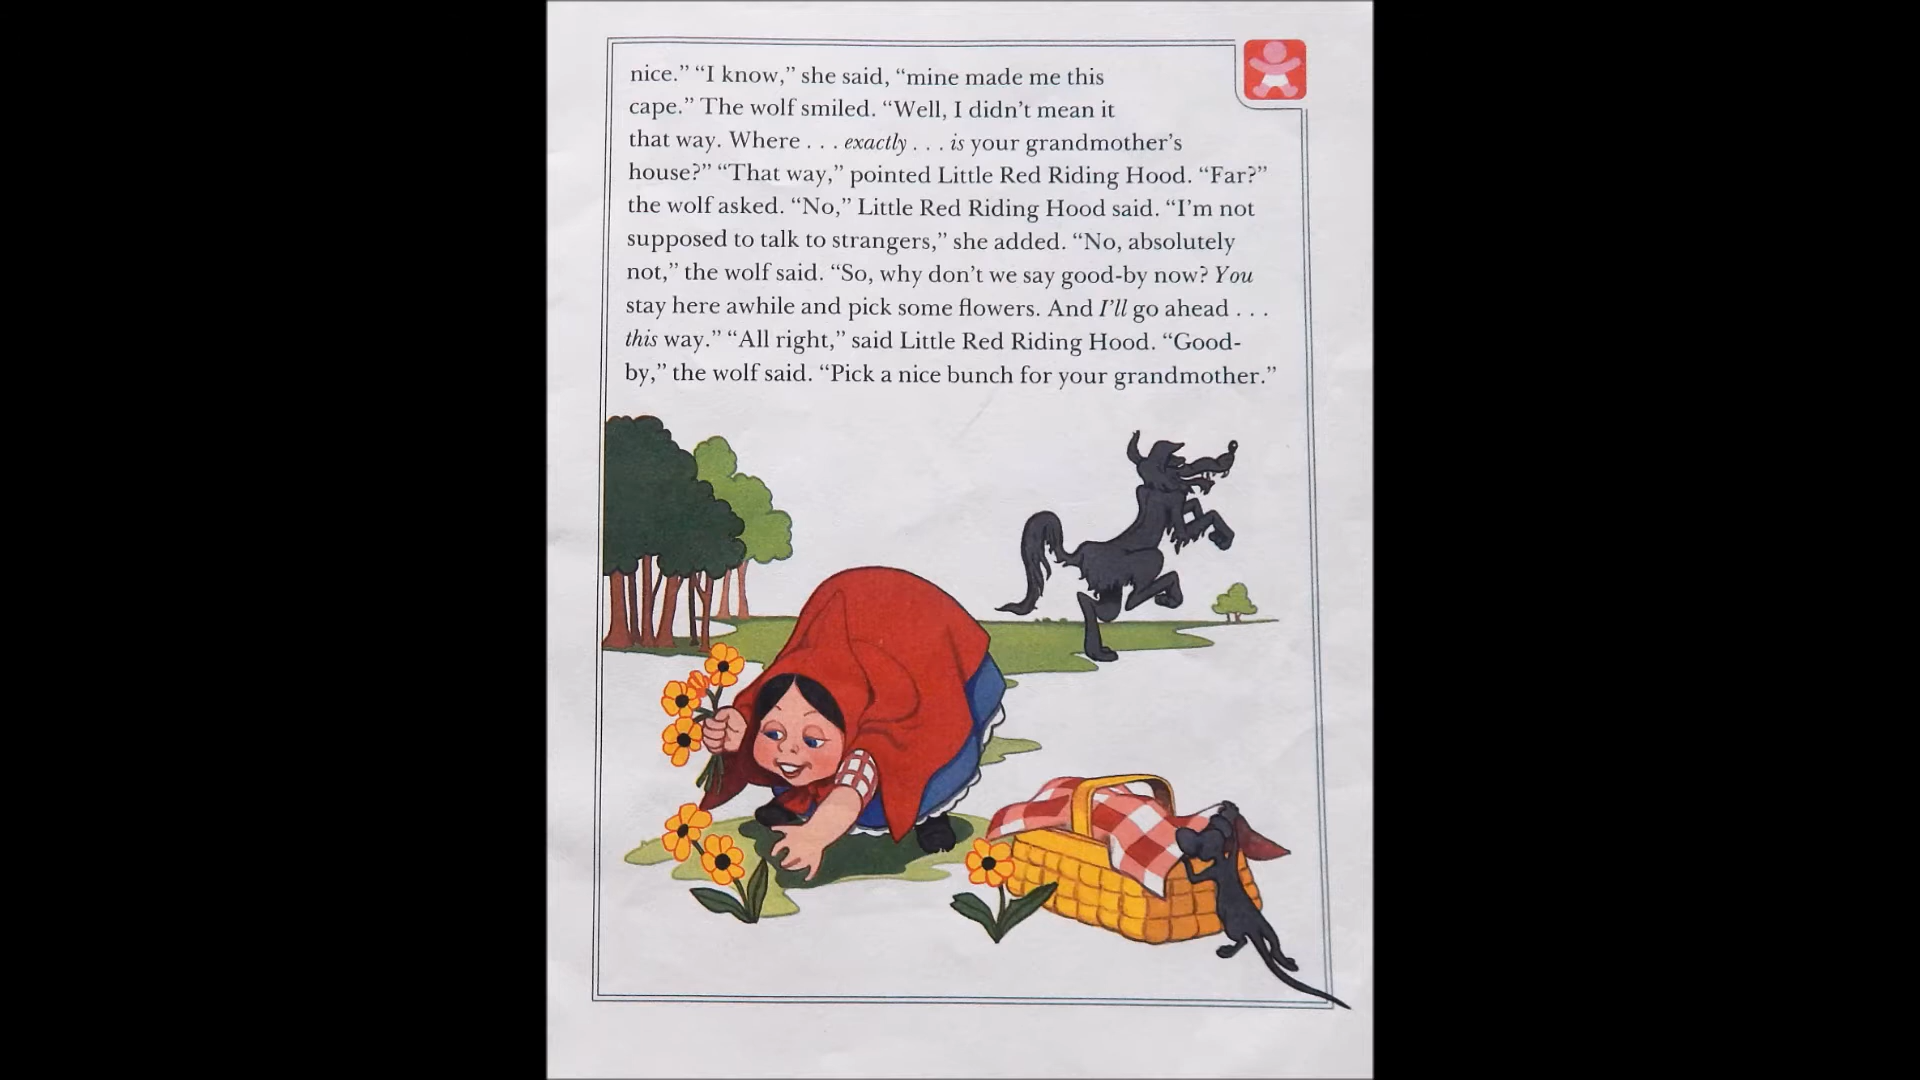 nice.” “I know,” she said, “mine made me this
cape.” The wolf smiled. “Well, I didn’t mean it
that way. Where . . . exactly . . . is your grandmother’s
house?” “That way,” pointed Little Red Riding Hood. “Far?”
the wolf asked. “No,” Little Red Riding Hood said. “I’m not
supposed to talk to strangers,” she added. “No, absolutely
not,” the wolf said. “So, why don’t we say good-by now? You
stay here awhile and pick some flowers. And I’ll go ahead . . .
this way.” “All right,” said Little Red Riding Hood. “Good-
by,” the wolf said. “Pick a nice bunch for your grandmother.”